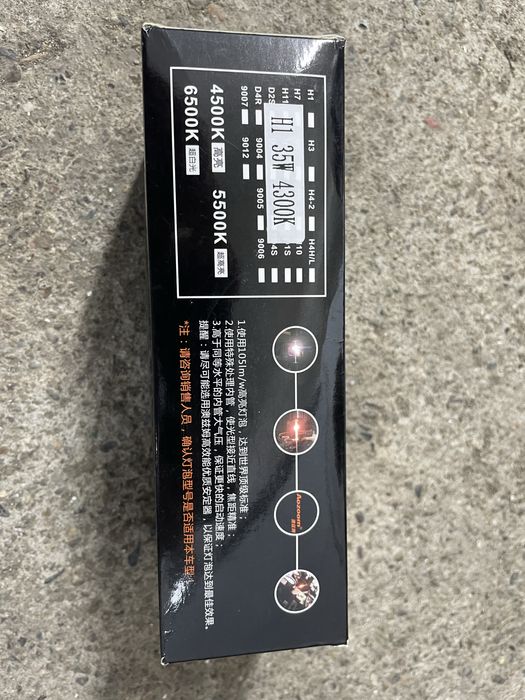 H1 H3 H4-2 H4H/L
H7
H11
D2S
H1 35W 4300K
D4R 9004 9005 9006
9007 9012
4500K 高亮 5500K 超高亮
6500K 超白光
Aozoom
1.使用105lm/w高亮灯泡，达到世界顶级标准；
2.使用特殊处理内管，使光型接近直线，焦距精准；
3.高于同等水平的内管大气压，保证更快的启动速度；
提醒：请尽可能选用澳兹姆高效能优质安定器，以保证灯泡达到最佳效果。
*注：请咨询销售人员，确认灯泡型号是否适用本车型！